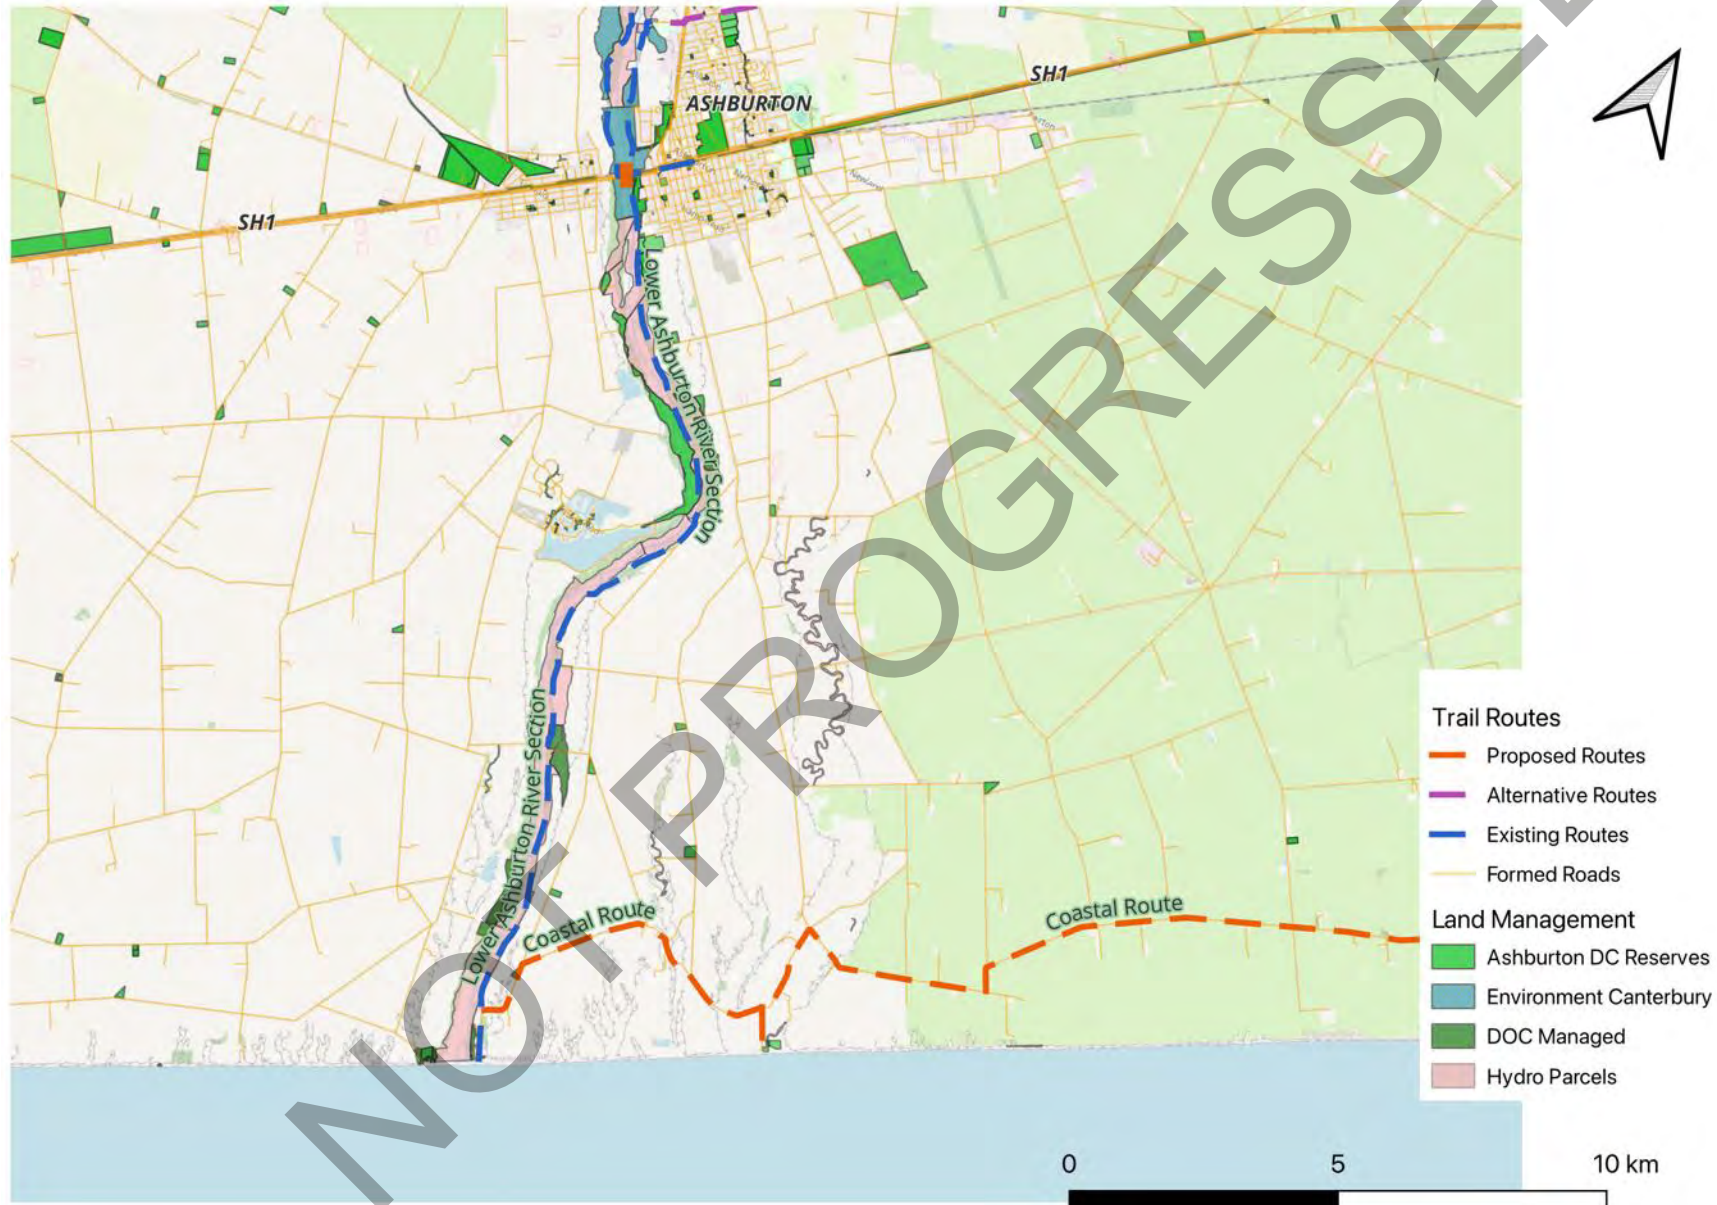 SH1
ASHBURTON
SH1
Lower Ashburton River Section
Lower Ashburton River Section
Coastal Route
Coastal Route
NOT PROGRESSE
Trail Routes
Proposed Routes
Alternative Routes
Existing Routes
Formed Roads
Land Management
Ashburton DC Reserves
Environment Canterbury
DOC Managed
Hydro Parcels
0 5 10 km